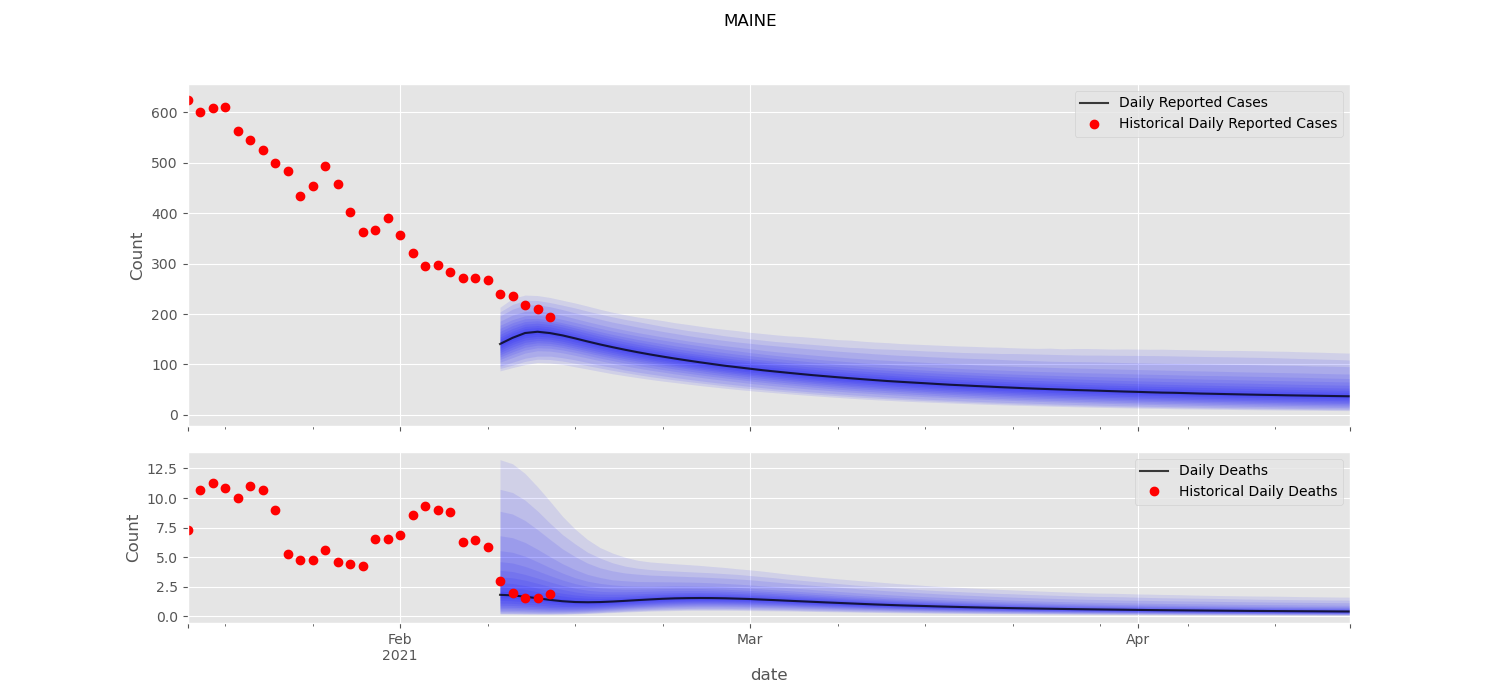 MAINE
600
500
400
300
200
100
0
Count
Daily Reported Cases
Historical Daily Reported Cases
12.5
10.0
7.5
5.0
2.5
0.0
Count
Daily Deaths
Historical Daily Deaths
Feb
2021
Mar
Apr
date